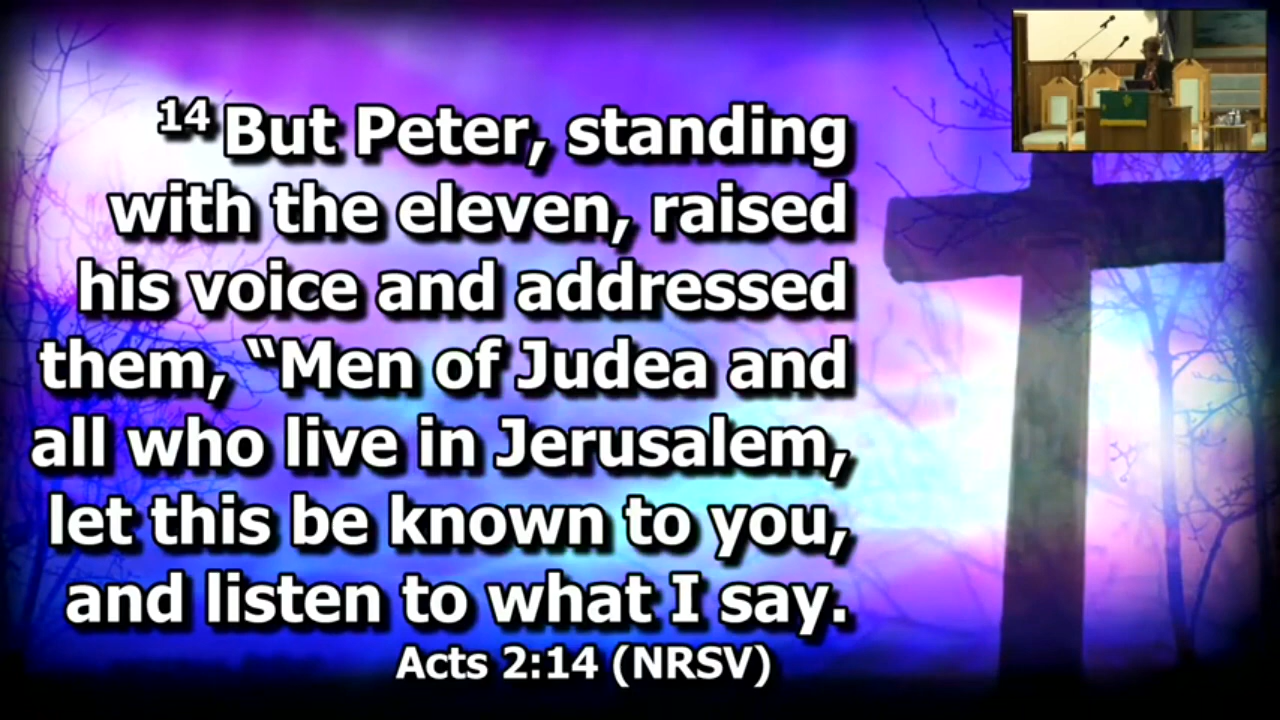 14 But Peter, standing
with the eleven, raised
his voice and addressed
them, “Men of Judea and
all who live in Jerusalem,
let this be known to you,
and listen to what I say.
Acts 2:14 (NRSV)